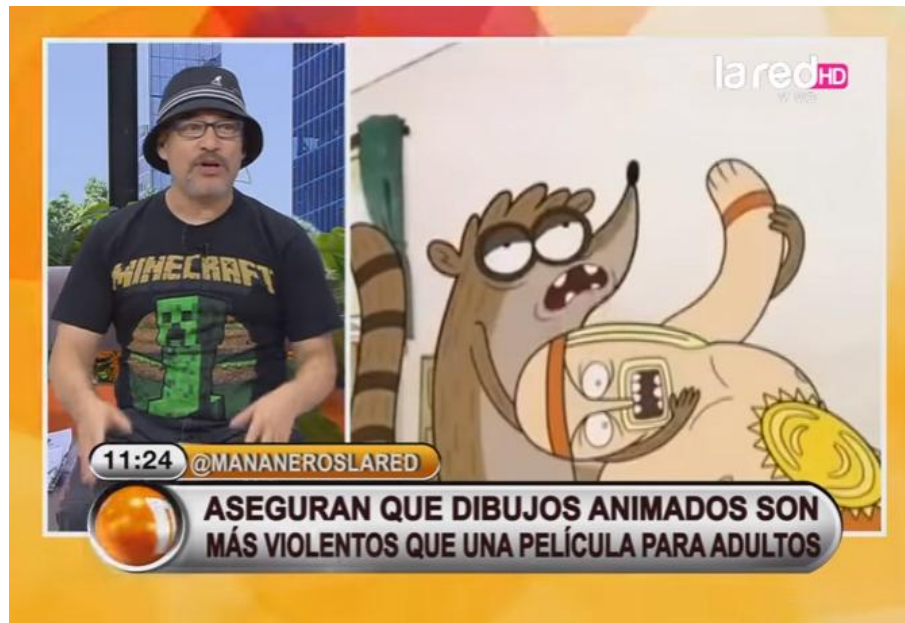 la red HD
MINECRAFT
11:24 @MANANEROSLARED
ASEGURAN QUE DIBUJOS ANIMADOS SON
MÁS VIOLENTOS QUE UNA PELÍCULA PARA ADULTOS